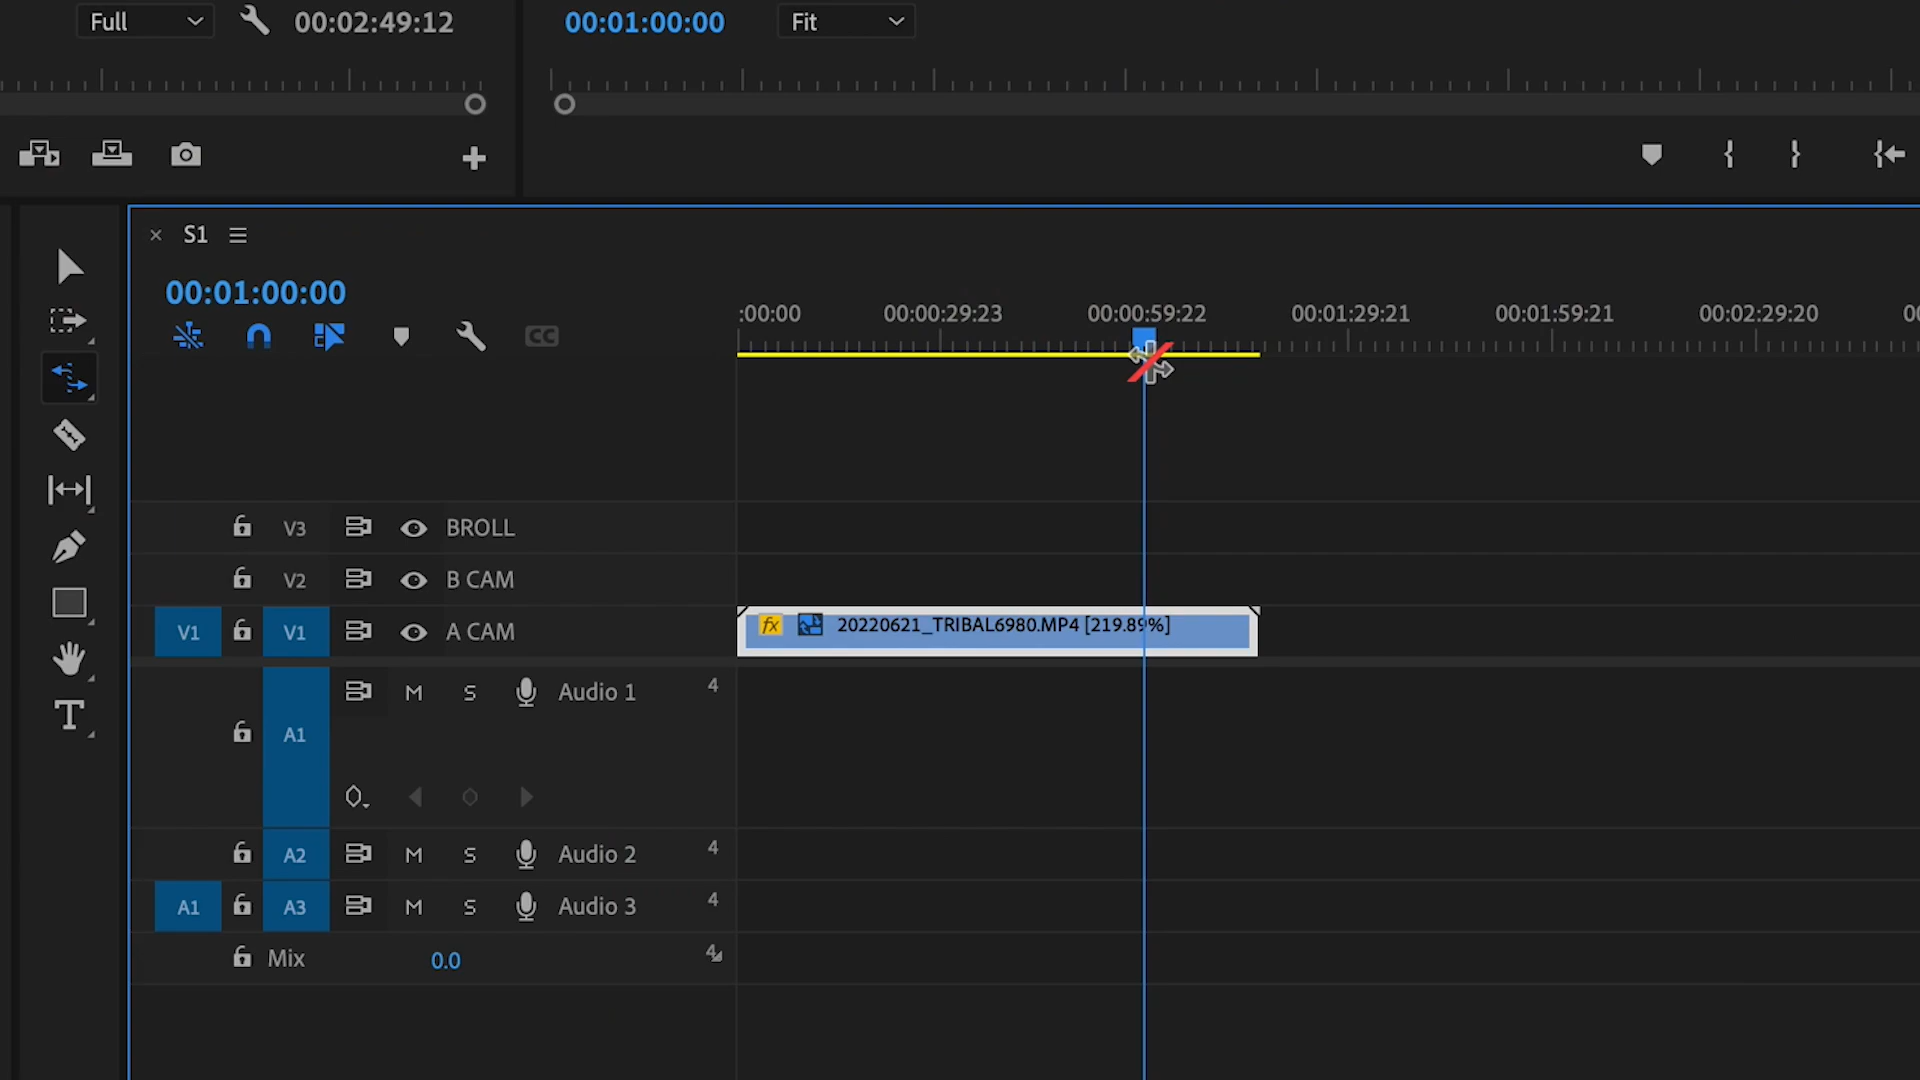 Full 00:02:49:12 00:01:00:00 Fit
× S1
00:01:00:00
:00:00 00:00:29:23 00:00:59:22 00:01:29:21 00:01:59:21 00:02:29:20 00
CC
V3 BROLL
V2 B CAM
V1 V1 A CAM
fx 20220621_TRIBAL6980.MP4 [219.89%]
A1 M S Audio 1 4
A2 M S Audio 2 4
A1 A3 M S Audio 3 4
Mix 0.0 4
T